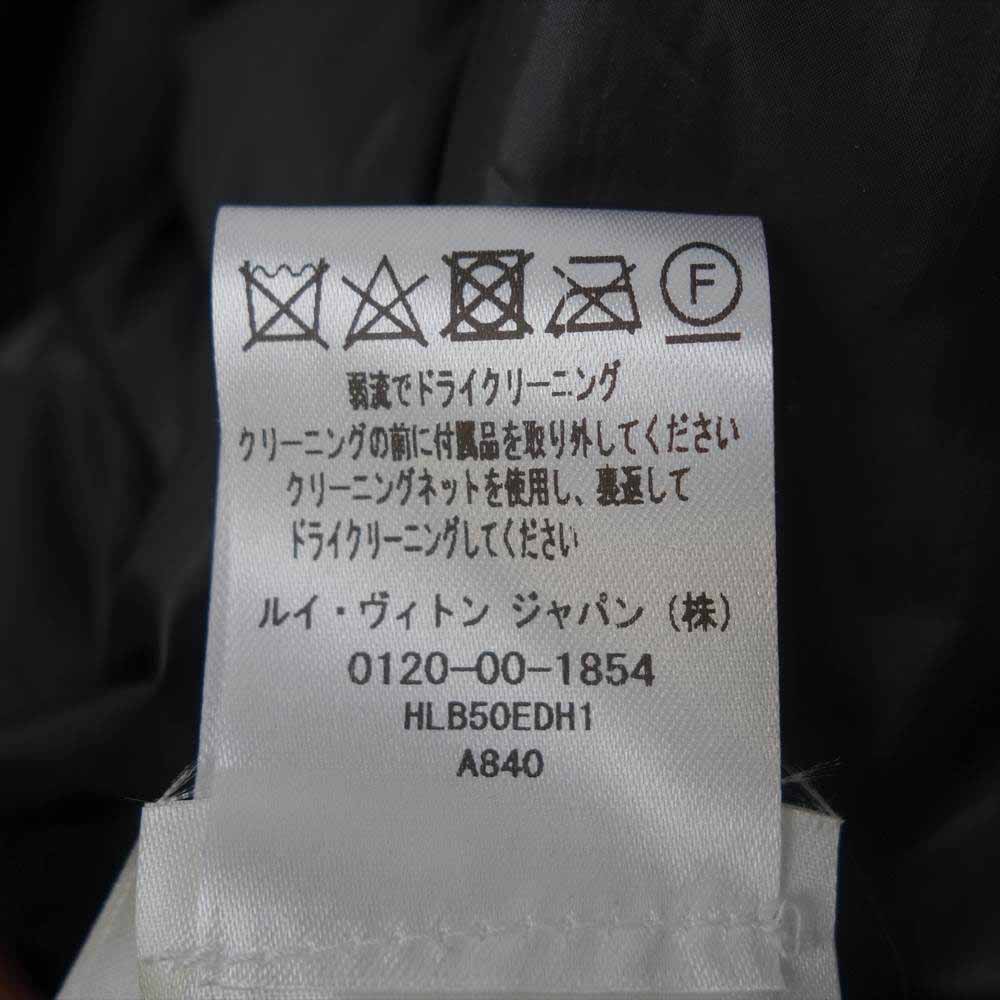 F
弱流でドライクリーニング
クリーニングの前に付属品を取り外してください
クリーニングネットを使用し、裏返して
ドライクリーニングしてください
ルイ・ヴィトン ジャパン (株)
0120-00-1854
HLB50EDH1
A840